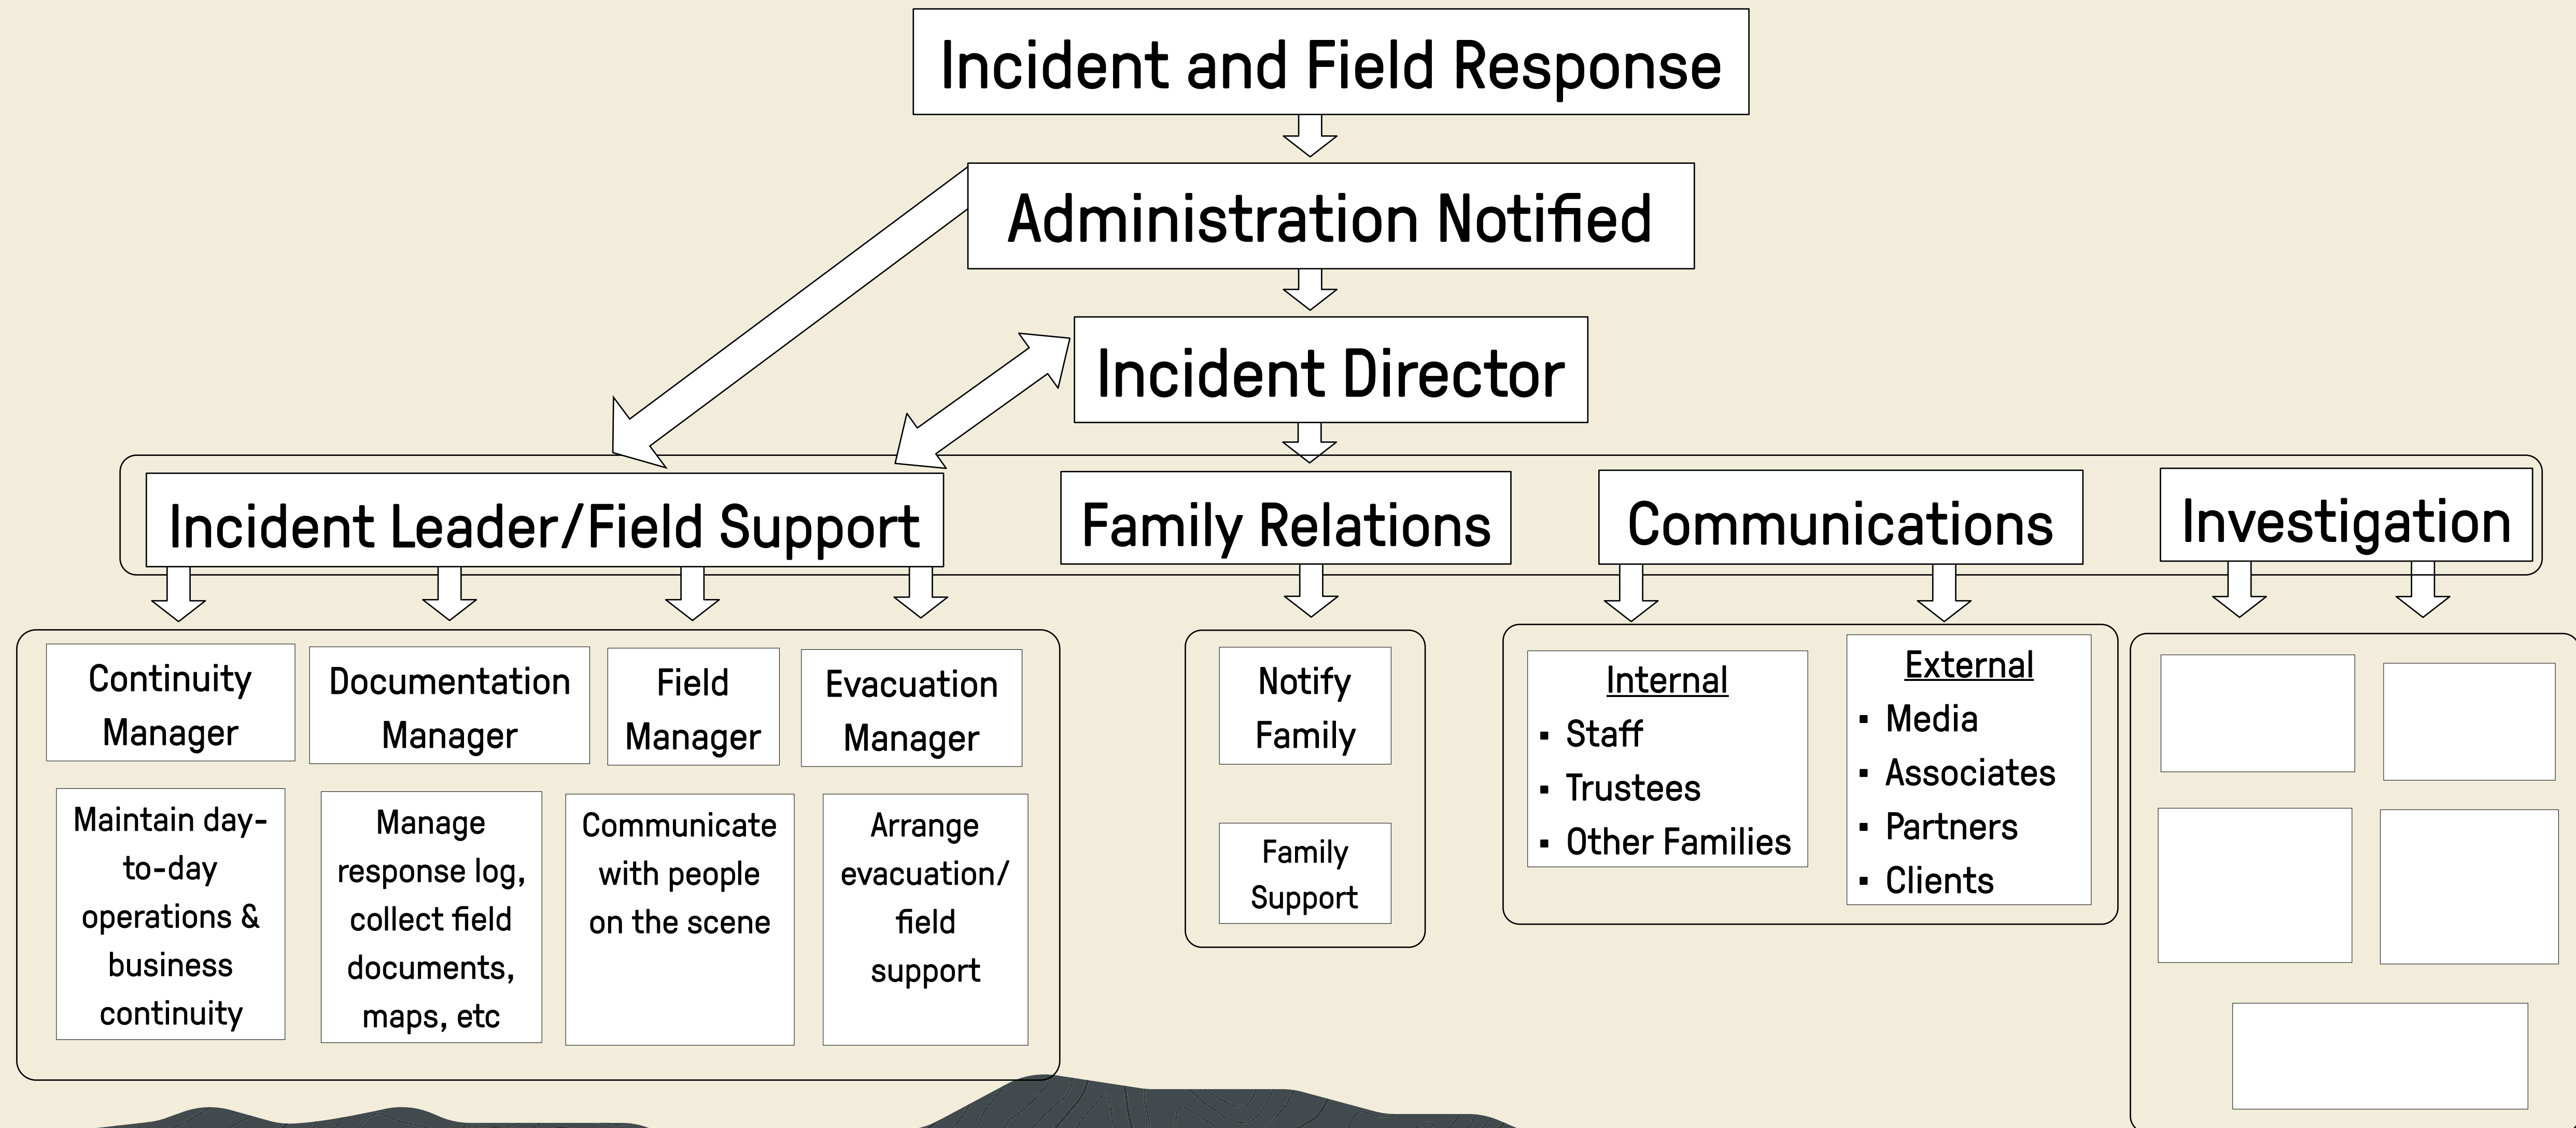 Incident and Field Response
Administration Notified
Incident Director
Incident Leader/Field Support
Family Relations
Communications
Investigation
Continuity
Manager
Documentation
Manager
Field
Manager
Evacuation
Manager
Maintain day-
to-day
operations &
business
continuity
Manage
response log,
collect field
documents,
maps, etc
Communicate
with people
on the scene
Arrange
evacuation/
field
support
Notify
Family
Family
Support
Internal
▪ Staff
▪ Trustees
▪ Other Families
External
▪ Media
▪ Associates
▪ Partners
▪ Clients